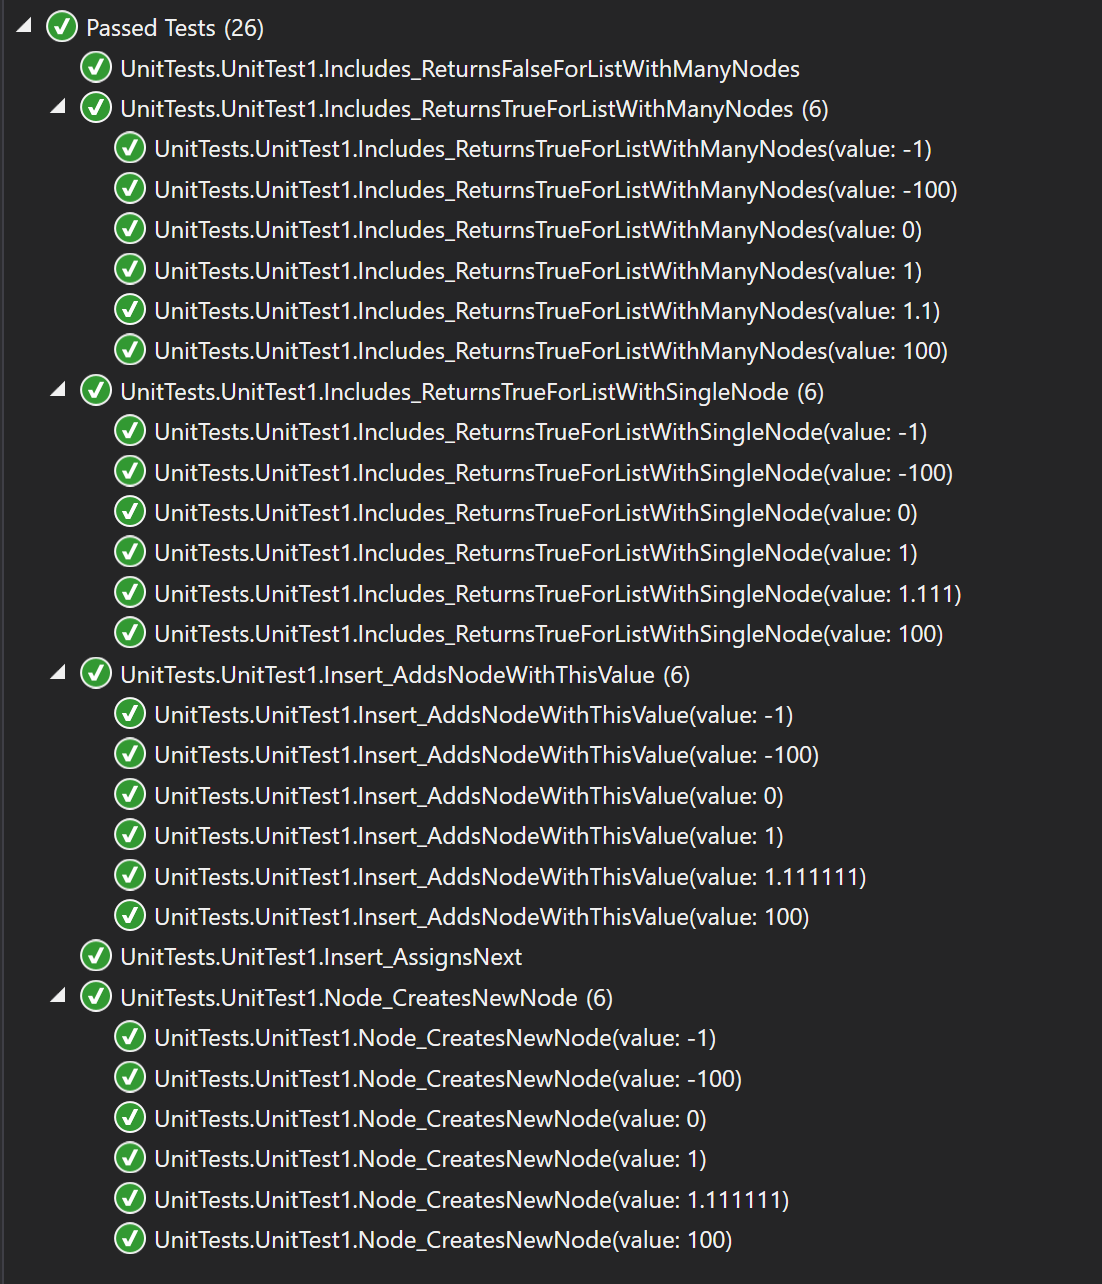 Passed Tests (26)
UnitTests.UnitTest1.Includes_ReturnsFalseForListWithManyNodes
UnitTests.UnitTest1.Includes_ReturnsTrueForListWithManyNodes (6)
UnitTests.UnitTest1.Includes_ReturnsTrueForListWithManyNodes(value: -1)
UnitTests.UnitTest1.Includes_ReturnsTrueForListWithManyNodes(value: -100)
UnitTests.UnitTest1.Includes_ReturnsTrueForListWithManyNodes(value: 0)
UnitTests.UnitTest1.Includes_ReturnsTrueForListWithManyNodes(value: 1)
UnitTests.UnitTest1.Includes_ReturnsTrueForListWithManyNodes(value: 1.1)
UnitTests.UnitTest1.Includes_ReturnsTrueForListWithManyNodes(value: 100)
UnitTests.UnitTest1.Includes_ReturnsTrueForListWithSingleNode (6)
UnitTests.UnitTest1.Includes_ReturnsTrueForListWithSingleNode(value: -1)
UnitTests.UnitTest1.Includes_ReturnsTrueForListWithSingleNode(value: -100)
UnitTests.UnitTest1.Includes_ReturnsTrueForListWithSingleNode(value: 0)
UnitTests.UnitTest1.Includes_ReturnsTrueForListWithSingleNode(value: 1)
UnitTests.UnitTest1.Includes_ReturnsTrueForListWithSingleNode(value: 1.111)
UnitTests.UnitTest1.Includes_ReturnsTrueForListWithSingleNode(value: 100)
UnitTests.UnitTest1.Insert_AddsNodeWithThisValue (6)
UnitTests.UnitTest1.Insert_AddsNodeWithThisValue(value: -1)
UnitTests.UnitTest1.Insert_AddsNodeWithThisValue(value: -100)
UnitTests.UnitTest1.Insert_AddsNodeWithThisValue(value: 0)
UnitTests.UnitTest1.Insert_AddsNodeWithThisValue(value: 1)
UnitTests.UnitTest1.Insert_AddsNodeWithThisValue(value: 1.111111)
UnitTests.UnitTest1.Insert_AddsNodeWithThisValue(value: 100)
UnitTests.UnitTest1.Insert_AssignsNext
UnitTests.UnitTest1.Node_CreatesNewNode (6)
UnitTests.UnitTest1.Node_CreatesNewNode(value: -1)
UnitTests.UnitTest1.Node_CreatesNewNode(value: -100)
UnitTests.UnitTest1.Node_CreatesNewNode(value: 0)
UnitTests.UnitTest1.Node_CreatesNewNode(value: 1)
UnitTests.UnitTest1.Node_CreatesNewNode(value: 1.111111)
UnitTests.UnitTest1.Node_CreatesNewNode(value: 100)